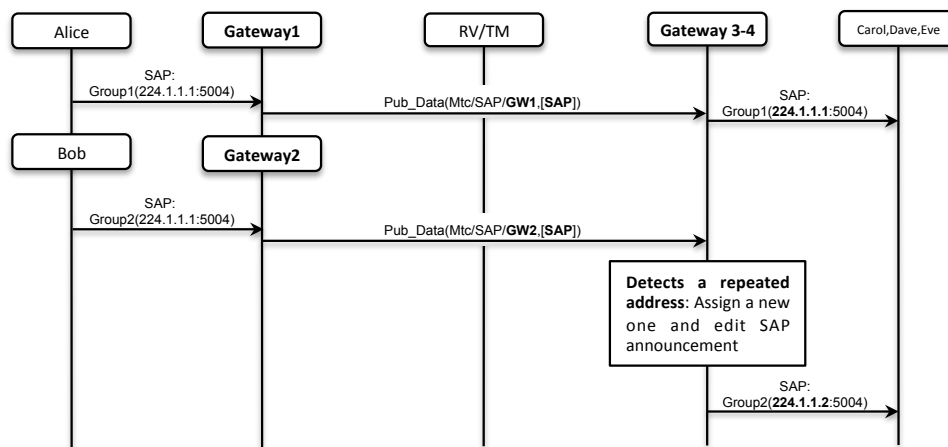 Alice
Gateway1
RV/TM
Gateway 3-4
Carol,Dave,Eve
SAP:
Group1(224.1.1.1:5004)
Pub_Data(Mtc/SAP/GW1,[SAP])
SAP:
Group1(224.1.1.1:5004)
Bob
Gateway2
SAP:
Group2(224.1.1.1:5004)
Pub_Data(Mtc/SAP/GW2,[SAP])
Detects a repeated
address: Assign a new
one and edit SAP
announcement
SAP:
Group2(224.1.1.2:5004)